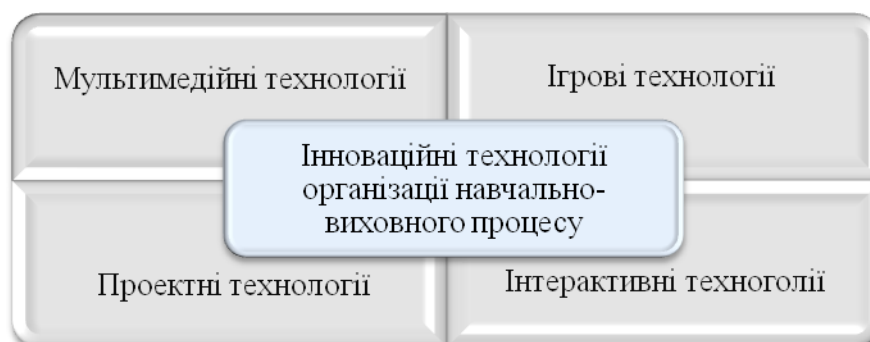 Мультимедійні технології
Ігрові технології
Інноваційні технології
організації навчально-
виховного процесу
Проектні технології
Інтерактивні техноголії